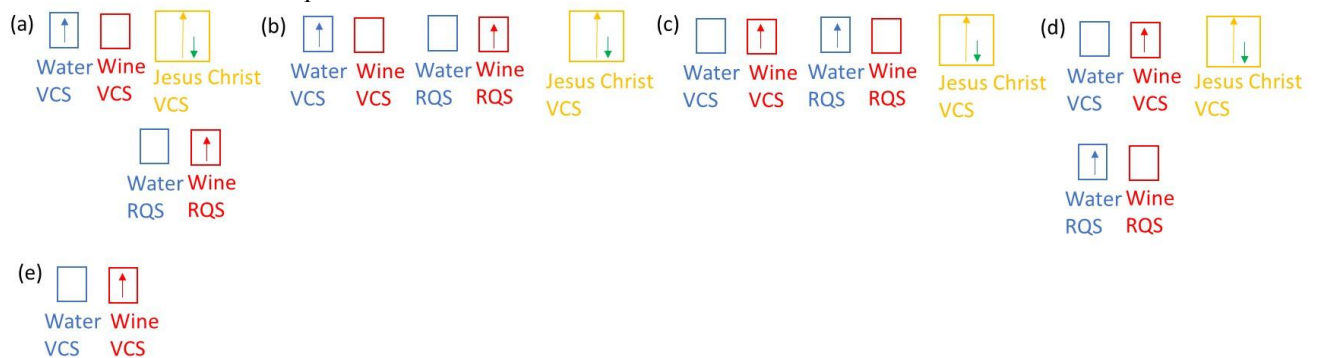 (a)
Water Wine Jesus Christ
VCS VCS VCS
Water Wine
RQS RQS
(b)
Water Wine Water Wine Jesus Christ
VCS VCS RQS RQS VCS
(c)
Water Wine Water Wine Jesus Christ
VCS VCS RQS RQS VCS
(d)
Water Wine Jesus Christ
VCS VCS VCS
Water Wine
RQS RQS
(e)
Water Wine
VCS VCS